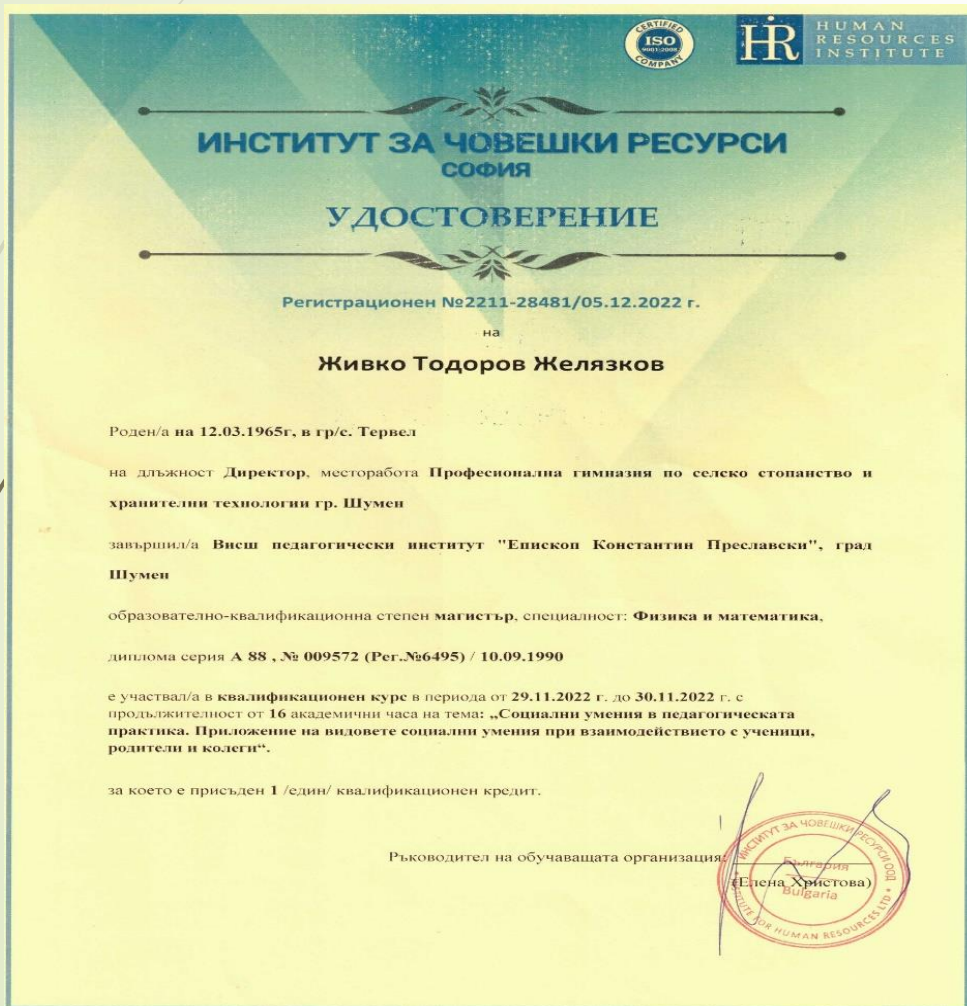 CERTIFIED
ISO
9001:2008
COMPANY
HR
HUMAN
RESOURCES
INSTITUTE
ИНСТИТУТ ЗА ЧОВЕШКИ РЕСУРСИ
СОФИЯ
УДОСТОВЕРЕНИЕ
Регистрационен №2211-28481/05.12.2022 г.
на
Живко Тодоров Желязков
Роден/а на 12.03.1965г, в гр/с. Тервел
на длъжност Директор, месторабота Професионална гимназия по селско стопанство и
хранителни технологии гр. Шумен
завършил/а Висш педагогически институт "Епископ Константин Преславски", град
Шумен
образователно-квалификационна степен магистър, специалност: Физика и математика,
диплома серия А 88 , № 009572 (Рег.№6495) / 10.09.1990
е участвал/а в квалификационен курс в периода от 29.11.2022 г. до 30.11.2022 г. с
продължителност от 16 академични часа на тема: „Социални умения в педагогическата
практика. Приложение на видовете социални умения при взаимодействието с ученици,
родители и колеги“.
за което е присъден 1 /един/ квалификационен кредит.
Ръководител на обучаващата организация:
(Елена Христова)
ИНСТИТУТ ЗА ЧОВЕШКИ РЕСУРСИ ООД
България
Bulgaria
INSTITUTE FOR HUMAN RESOURCES LTD